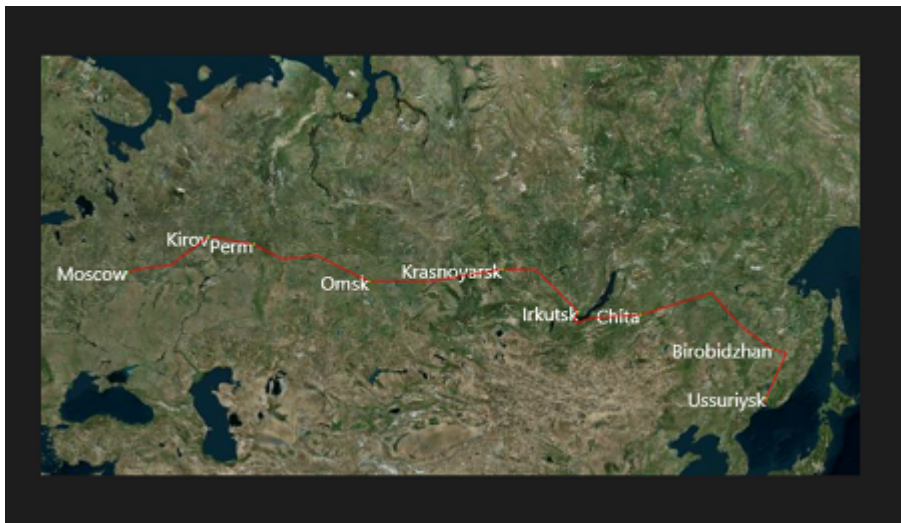 Moscow
Kirov
Perm
Omsk
Krasnoyarsk
Irkutsk
Chita
Birobidzhan
Ussuriysk